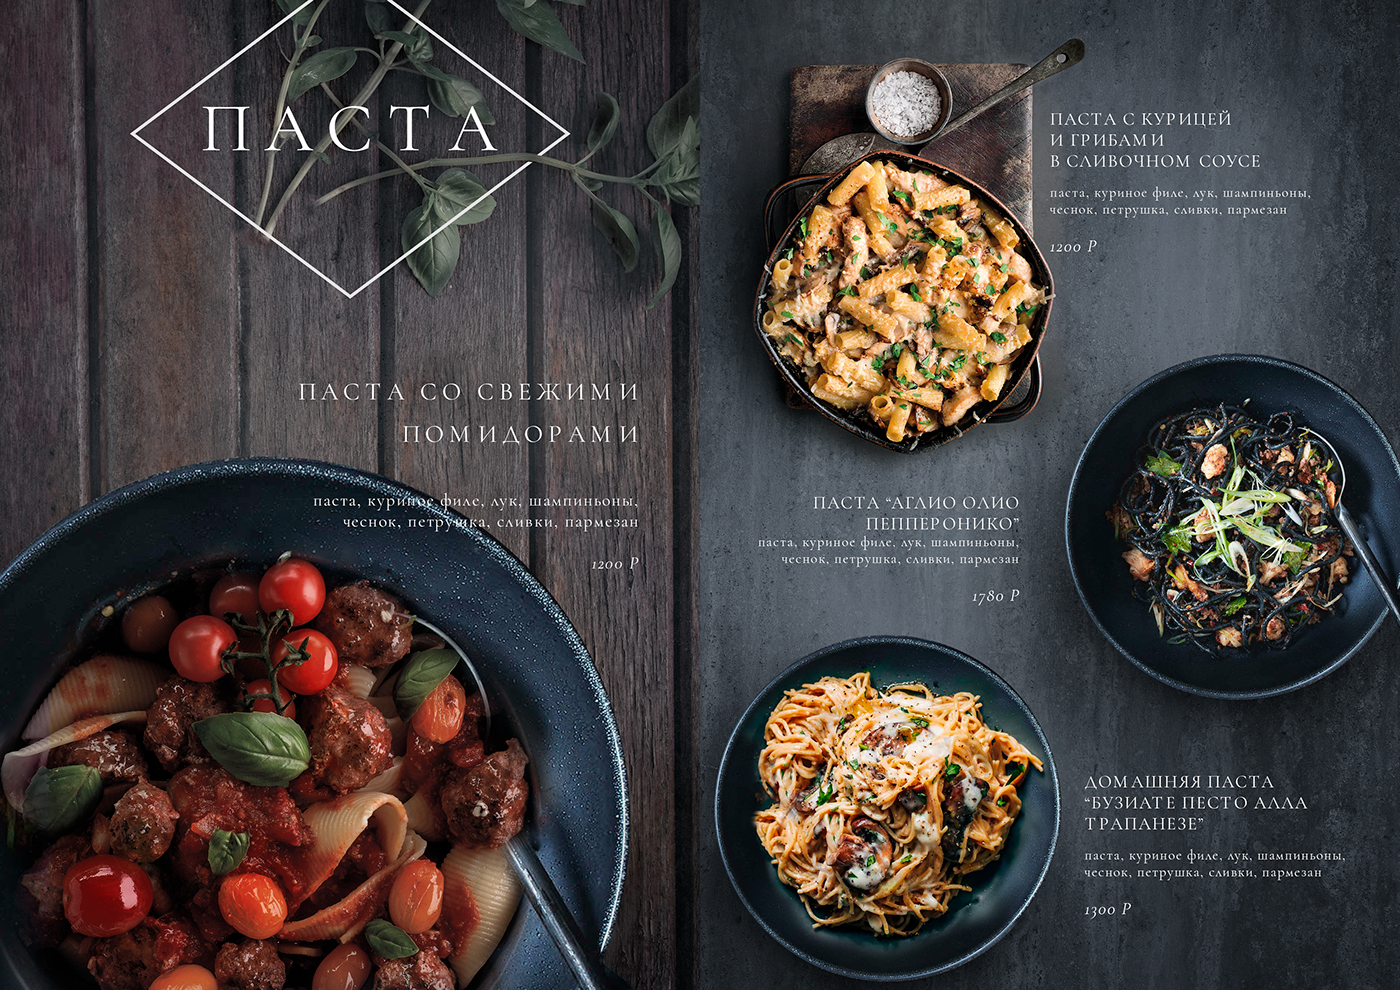 ПАСТА
ПАСТА СО СВЕЖИМИ
ПОМИДОРАМИ
паста, куриное филе, лук, шампиньоны,
чеснок, петрушка, сливки, пармезан
1200 Р
ПАСТА С КУРИЦЕЙ
И ГРИБАМИ
В СЛИВОЧНОМ СОУСЕ
паста, куриное филе, лук, шампиньоны,
чеснок, петрушка, сливки, пармезан
1200 Р
ПАСТА “АГЛИО ОЛИО
ПЕППЕРОНИКО”
паста, куриное филе, лук, шампиньоны,
чеснок, петрушка, сливки, пармезан
1780 Р
ДОМАШНЯЯ ПАСТА
“БУЗИАТЕ ПЕСТО АЛЛА
ТРАПАНЕЗЕ”
паста, куриное филе, лук, шампиньоны,
чеснок, петрушка, сливки, пармезан
1300 Р